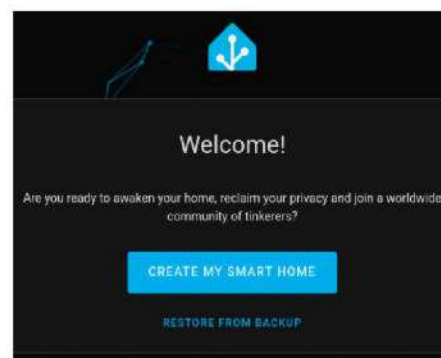 Welcome!
Are you ready to awaken your home, reclaim your privacy and join a worldwide
community of tinkerers?
CREATE MY SMART HOME
RESTORE FROM BACKUP